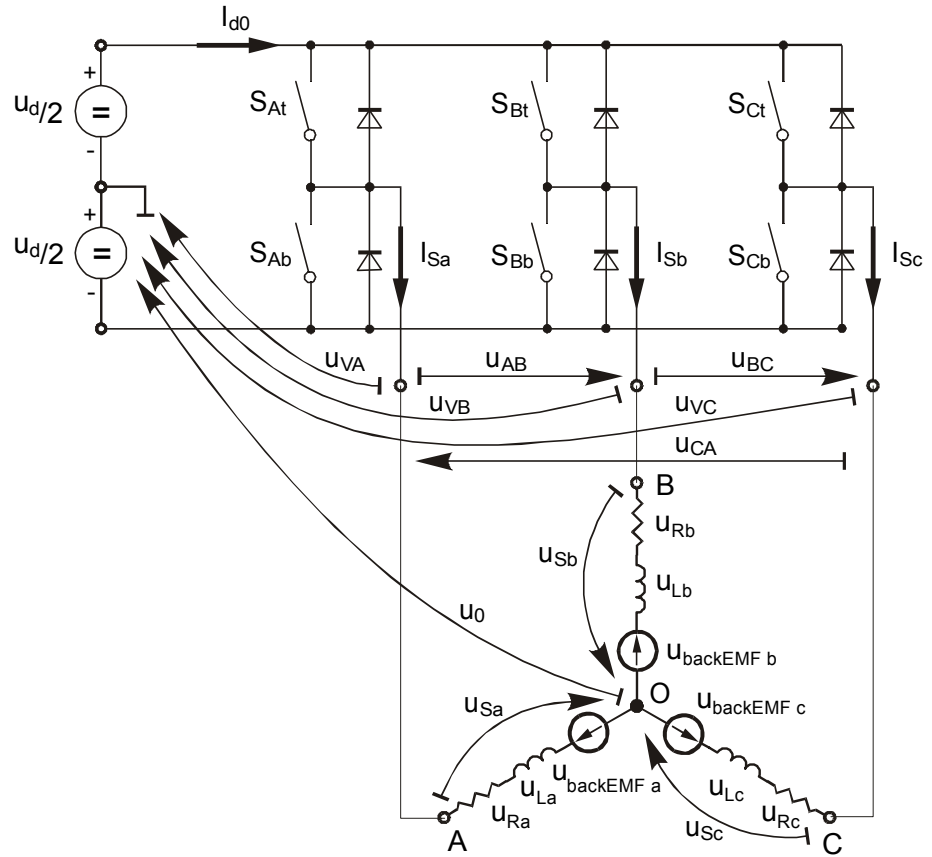 I_d0
+
u_d/2
=
-
S_At
S_Bt
S_Ct
+
u_d/2
=
-
S_Ab
I_Sa
S_Bb
I_Sb
S_Cb
I_Sc
u_VA
u_AB
u_BC
u_VB
u_VC
u_CA
B
u_Rb
u_Sb
u_Lb
u_0
u_backEMF b
O
u_Sa
u_backEMF c
u_backEMF a
u_La
u_Lc
u_Ra
u_Rc
u_Sc
A
C